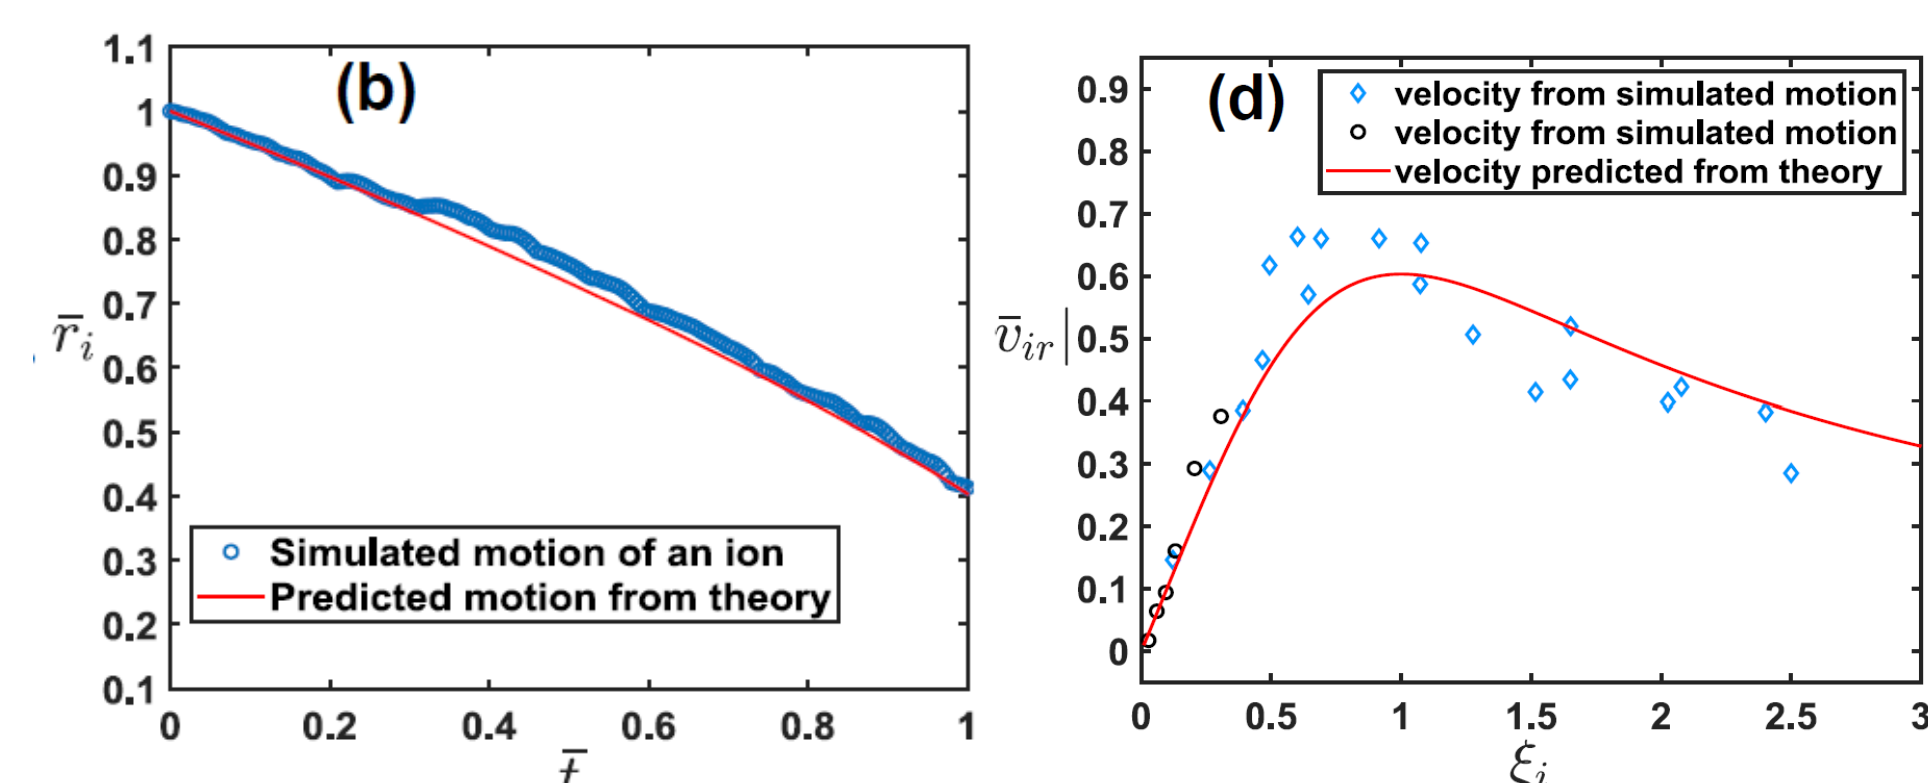 (b)
1.1
1
0.9
0.8
0.7
0.6
0.5
0.4
0.3
0.2
0.1
r̄ᵢ
Simulated motion of an ion
Predicted motion from theory
0 0.2 0.4 0.6 0.8 1
t̄
(d)
velocity from simulated motion
velocity from simulated motion
velocity predicted from theory
0.9
0.8
0.7
0.6
0.5
0.4
0.3
0.2
0.1
0
v̄ᵢᵣ|
0 0.5 1 1.5 2 2.5 3
ξᵢ